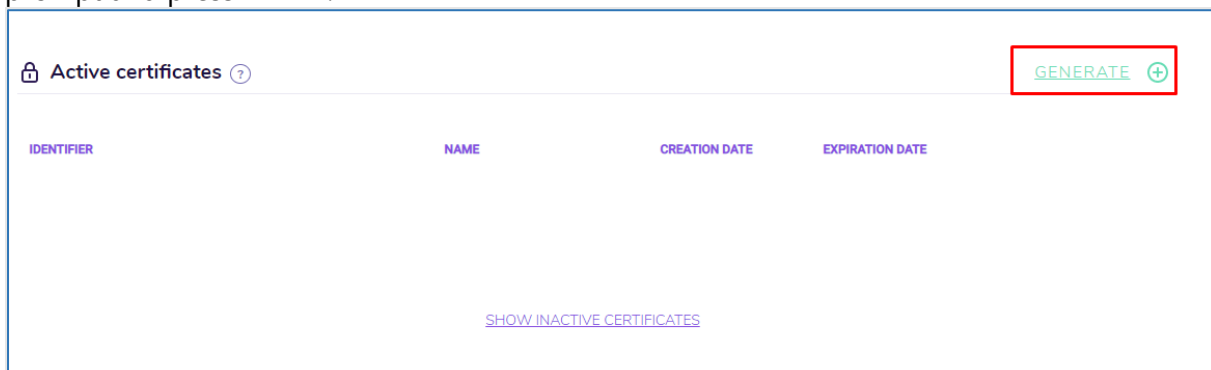 Active certificates ?
GENERATE
IDENTIFIER NAME CREATION DATE EXPIRATION DATE
SHOW INACTIVE CERTIFICATES